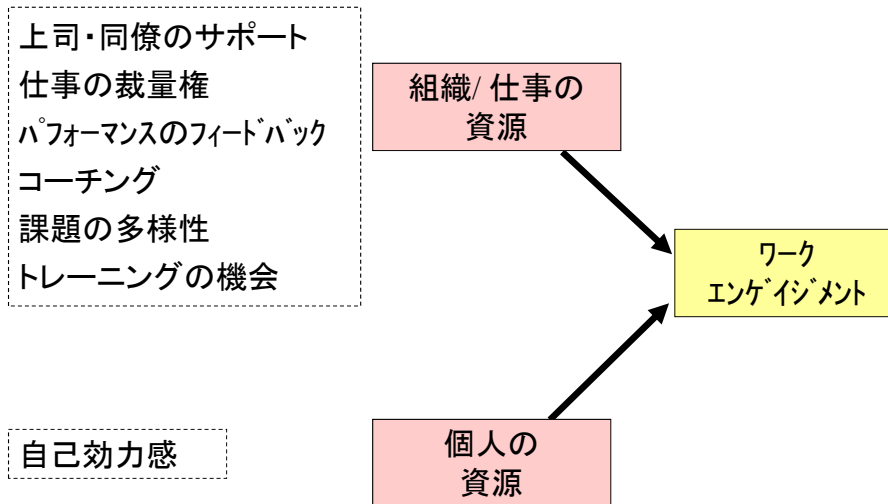 上司・同僚のサポート
仕事の裁量権
ﾊﾟﾌｫｰﾏﾝｽのﾌｨｰﾄﾞﾊﾞｯｸ
コーチング
課題の多様性
トレーニングの機会
組織/ 仕事の
資源
ﾜｰｸ
ｴﾝｹﾞｲｼﾞﾒﾝﾄ
自己効力感
個人の
資源